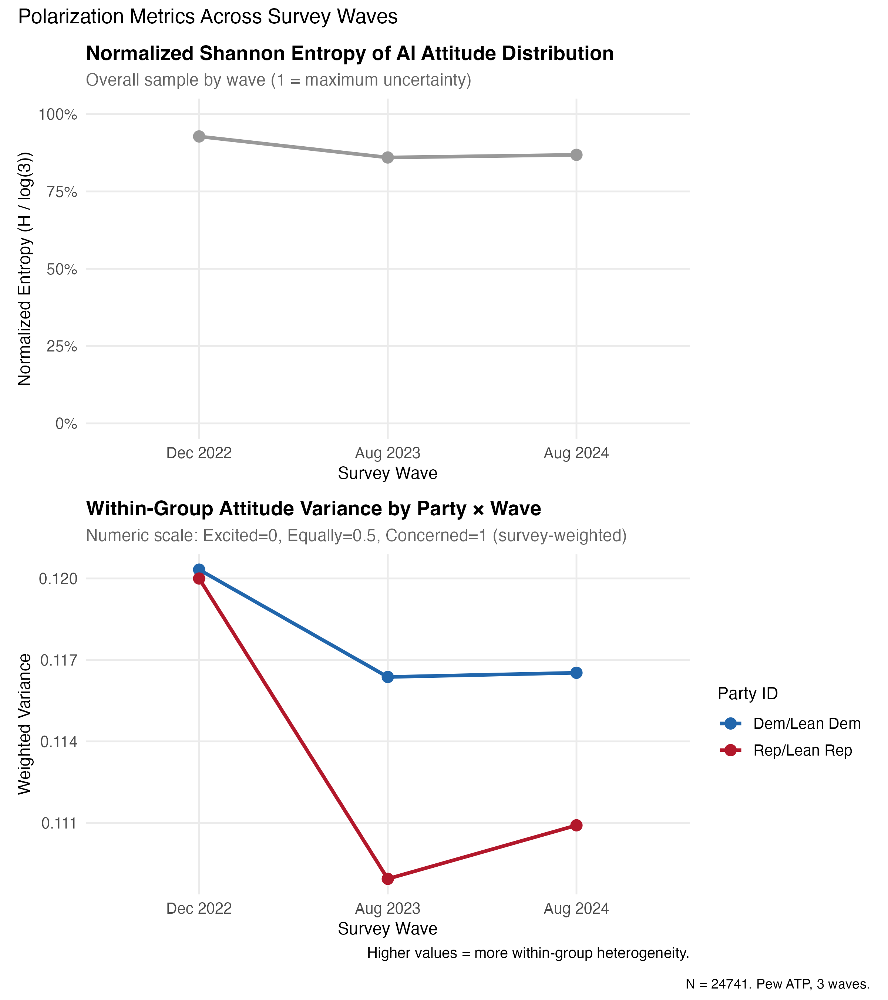 Polarization Metrics Across Survey Waves
Normalized Shannon Entropy of AI Attitude Distribution
Overall sample by wave (1 = maximum uncertainty)
Normalized Entropy (H / log(3))
100%
75%
50%
25%
0%
Dec 2022
Aug 2023
Aug 2024
Survey Wave
Within-Group Attitude Variance by Party × Wave
Numeric scale: Excited=0, Equally=0.5, Concerned=1 (survey-weighted)
Weighted Variance
0.120
0.117
0.114
0.111
Dec 2022
Aug 2023
Aug 2024
Survey Wave
Party ID
Dem/Lean Dem
Rep/Lean Rep
Higher values = more within-group heterogeneity.
N = 24741. Pew ATP, 3 waves.